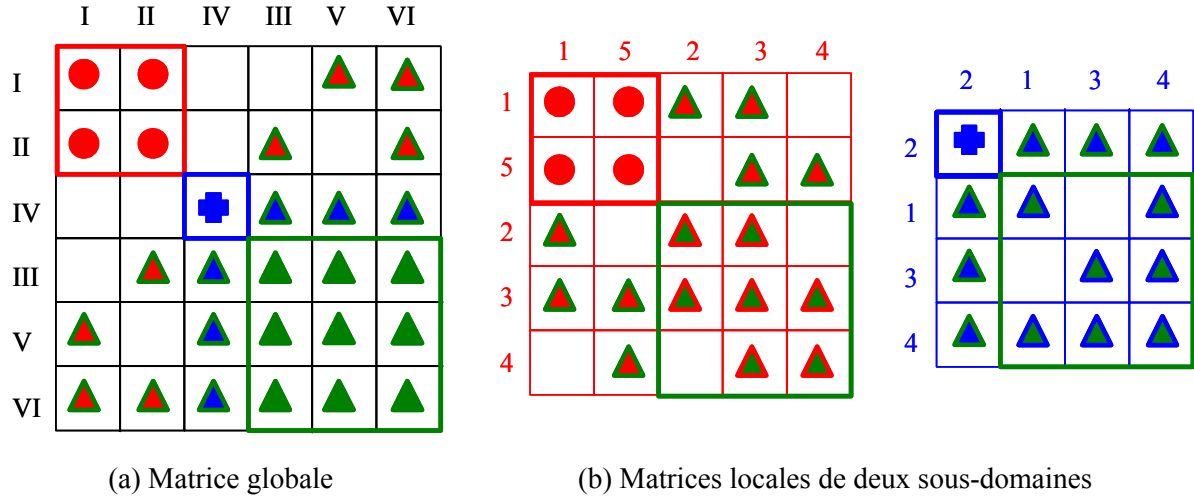 I II IV III V VI
I
II
IV
III
V
VI
1 5 2 3 4
1
5
2
3
4
2 1 3 4
2
1
3
4
(a) Matrice globale
(b) Matrices locales de deux sous-domaines